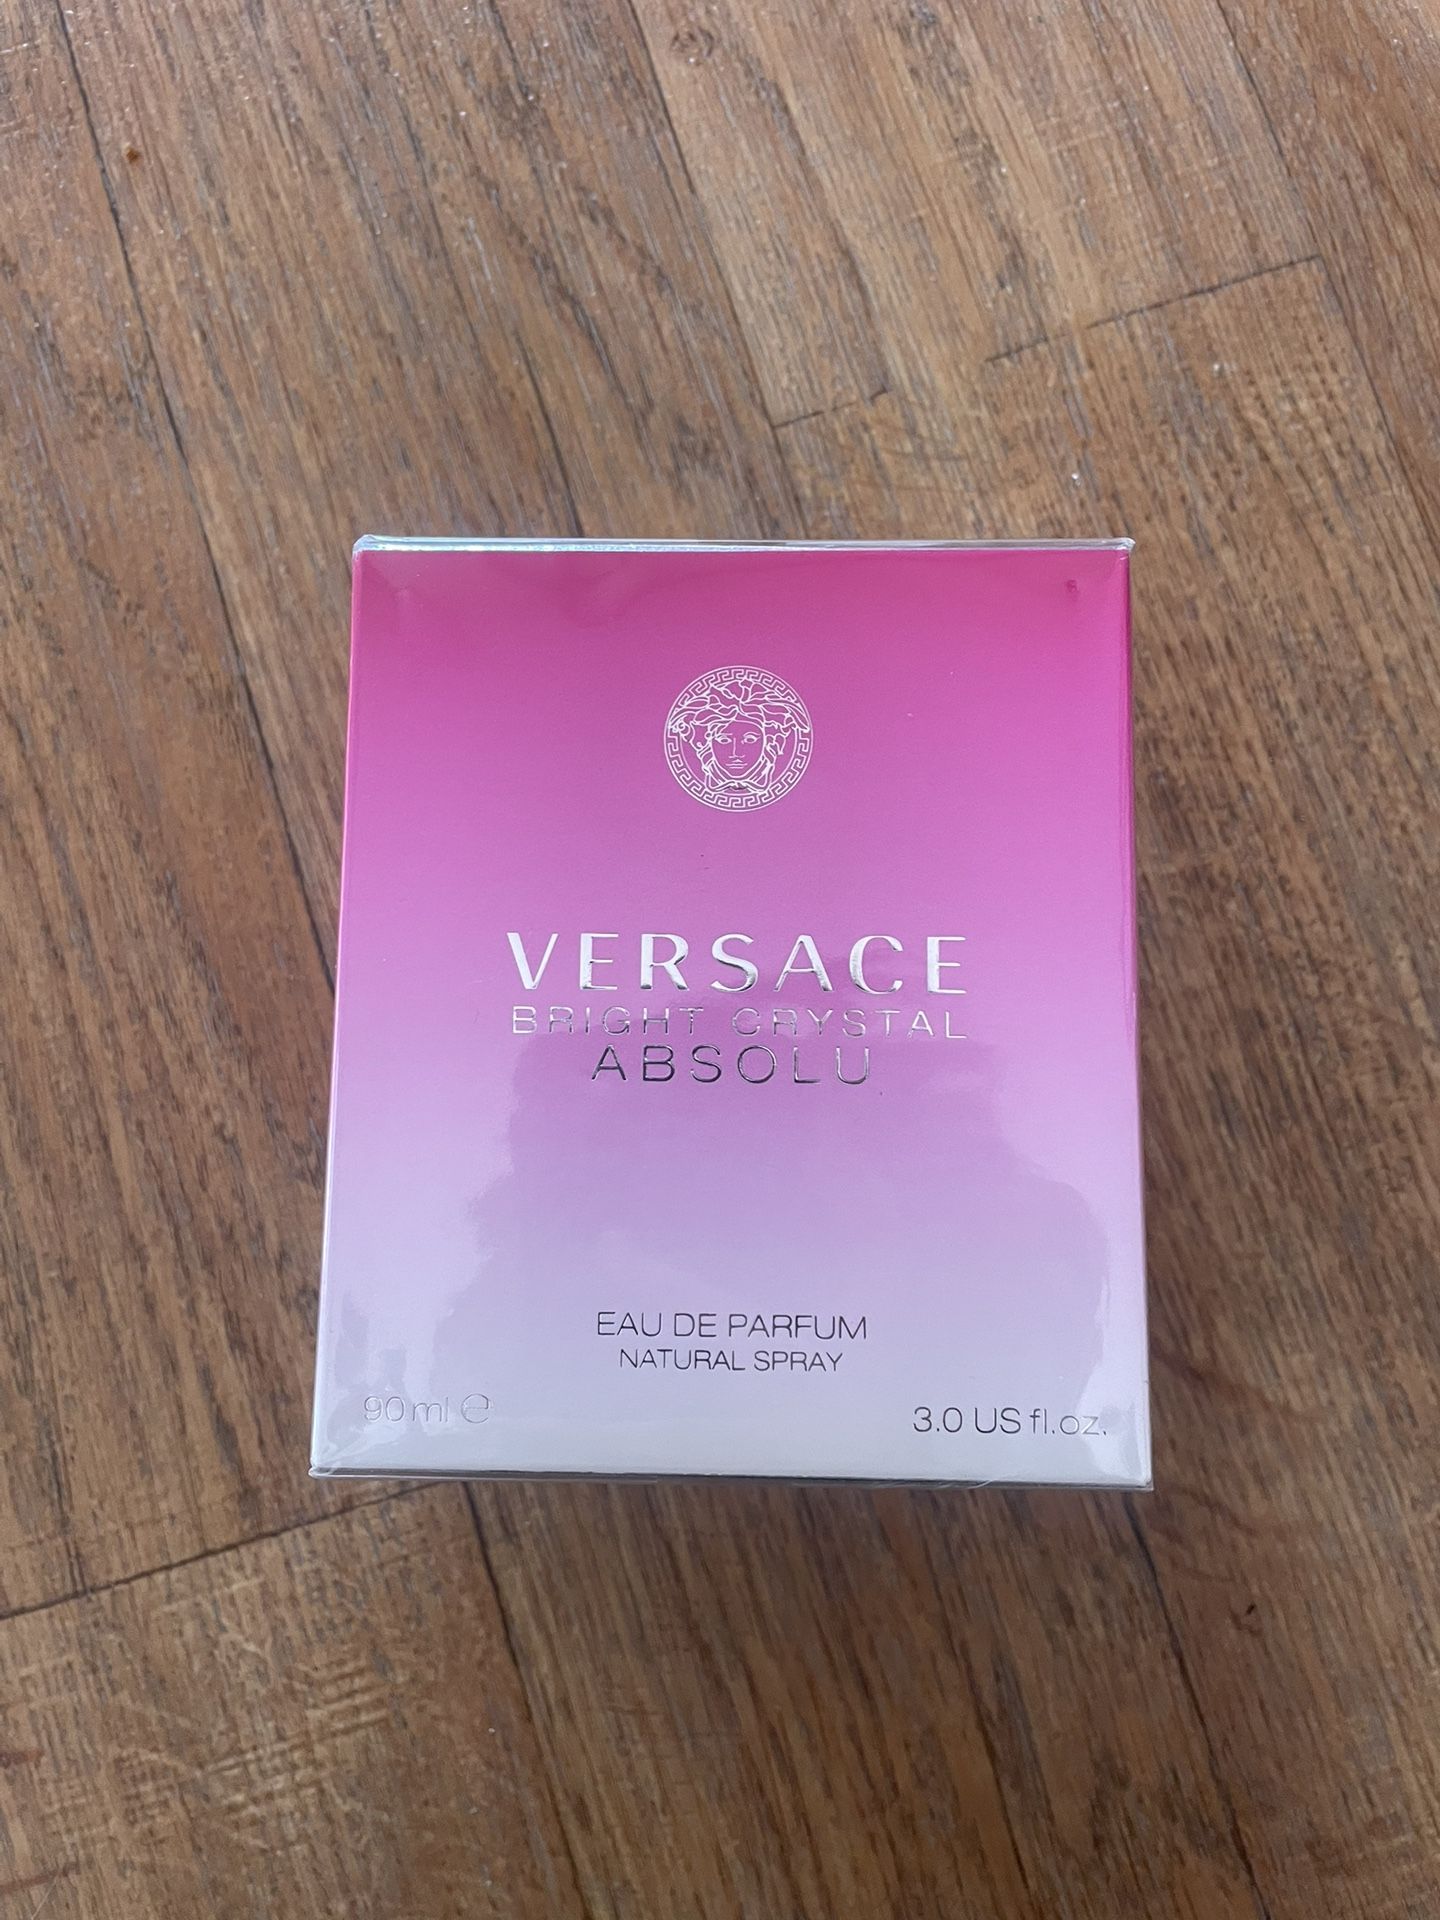 VERSACE
BRIGHT CRYSTAL
ABSOLU
EAU DE PARFUM
NATURAL SPRAY
90 ml ℮
3.0 US fl.oz.